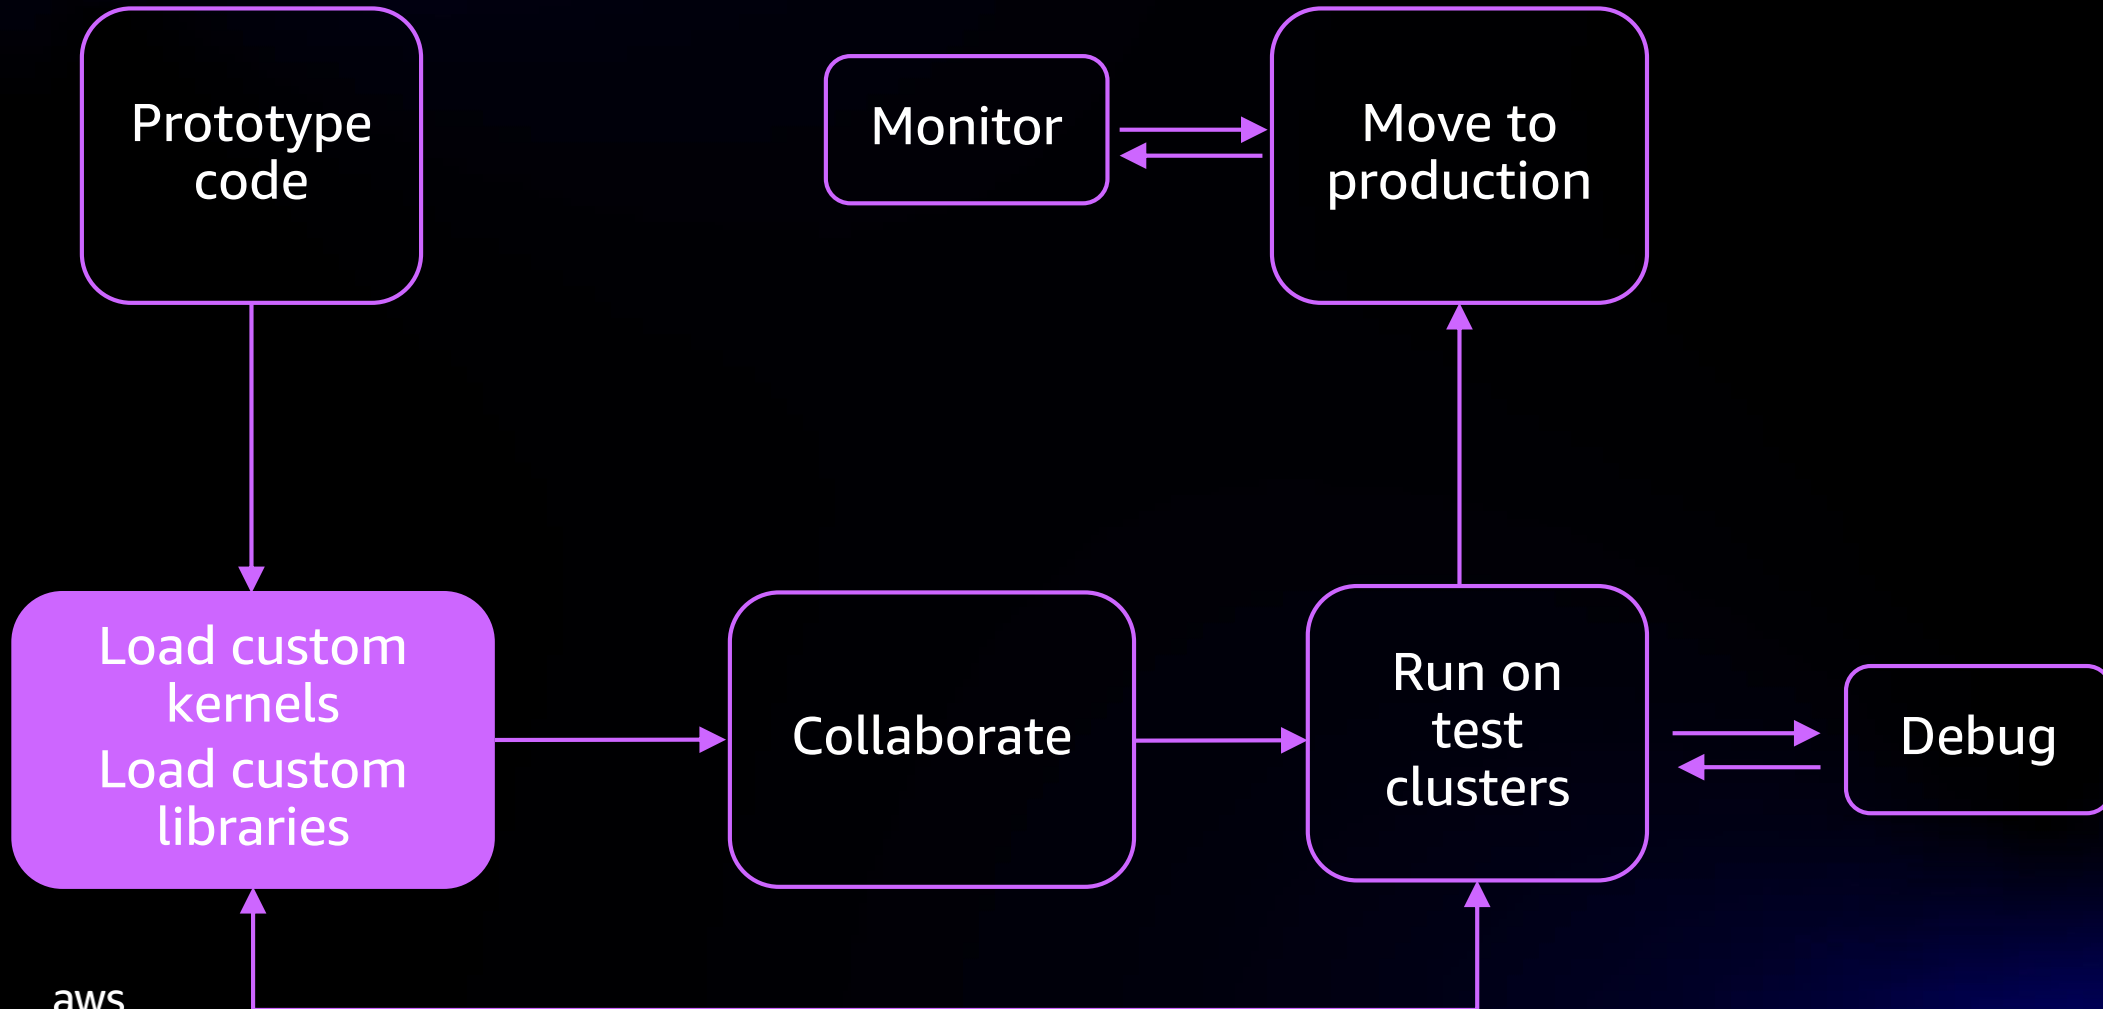 Prototype
code
Monitor
Move to
production
Load custom
kernels
Load custom
libraries
Collaborate
Run on
test
clusters
Debug
aws